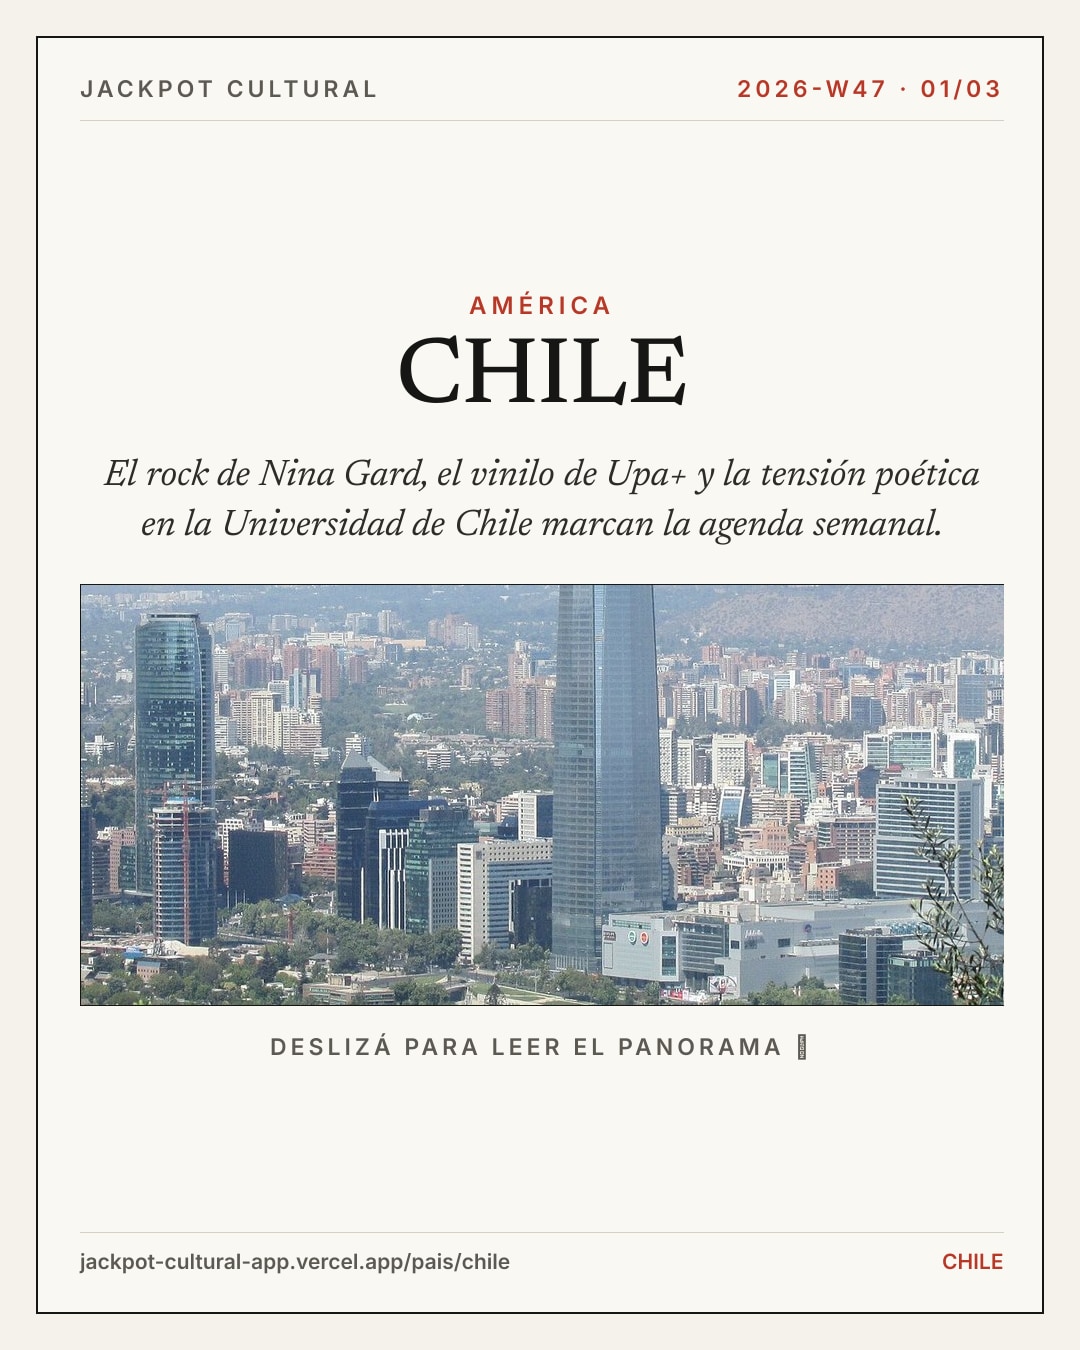 JACKPOT CULTURAL
2026-W47 · 01/03
AMÉRICA
CHILE
El rock de Nina Gard, el vinilo de Upa+ y la tensión poética
en la Universidad de Chile marcan la agenda semanal.
DESLIZÁ PARA LEER EL PANORAMA
jackpot-cultural-app.vercel.app/pais/chile
CHILE